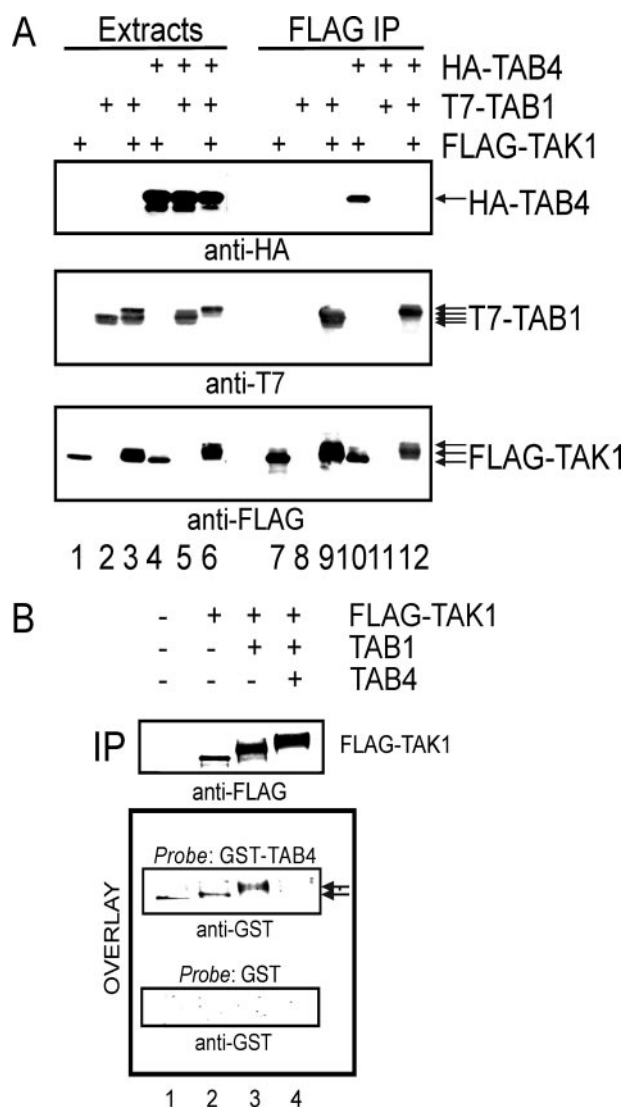 A
Extracts FLAG IP
+ + + + + + HA-TAB4
+ + + + + + + + T7-TAB1
+ + + + + + + + FLAG-TAK1
HA-TAB4
anti-HA
T7-TAB1
anti-T7
FLAG-TAK1
anti-FLAG
1 2 3 4 5 6 7 8 9 10 11 12
B
- + + + FLAG-TAK1
- - + + TAB1
- - - + TAB4
IP FLAG-TAK1
anti-FLAG
OVERLAY
Probe: GST-TAB4
anti-GST
Probe: GST
anti-GST
1 2 3 4